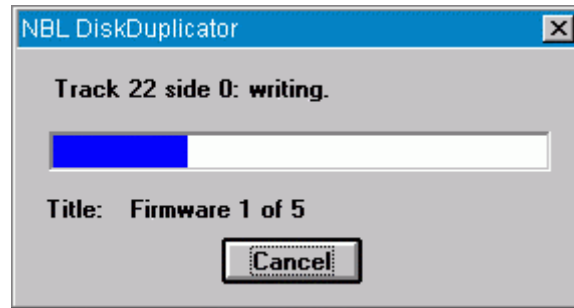 NBL DiskDuplicator
Track 22 side 0: writing.
Title: Firmware 1 of 5
Cancel